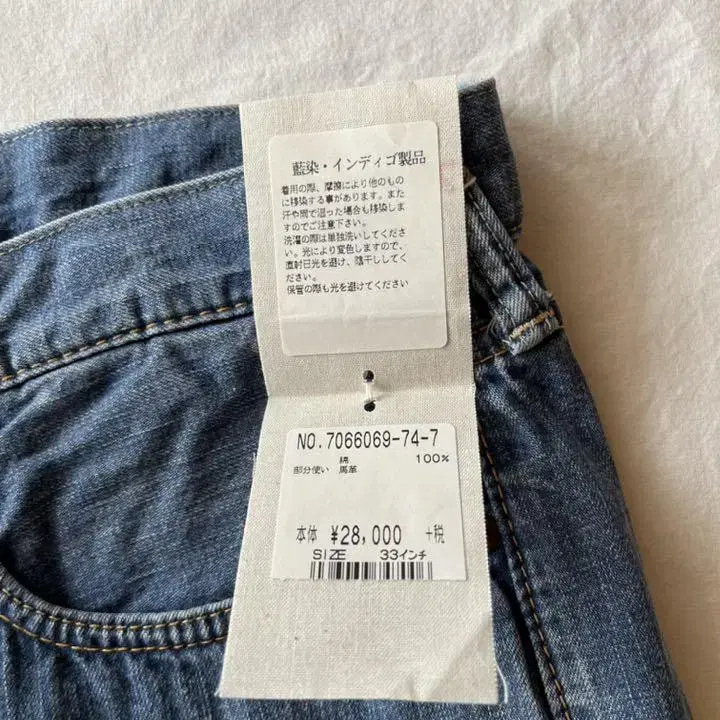 藍染・インディゴ製品
着用の際、摩擦により他のもの
に移染する事があります。また
汗や雨で湿った場合も移染しま
すのでご注意下さい。
洗濯の際は単独洗いしてくださ
い。光により変色しますので、
直射日光を避け、陰干ししてく
ださい。
保管の際も光を避けてください
NO.7066069-74-7
綿 100%
部分使い 馬革
本体 ¥28,000 +税
SIZE 33インチ